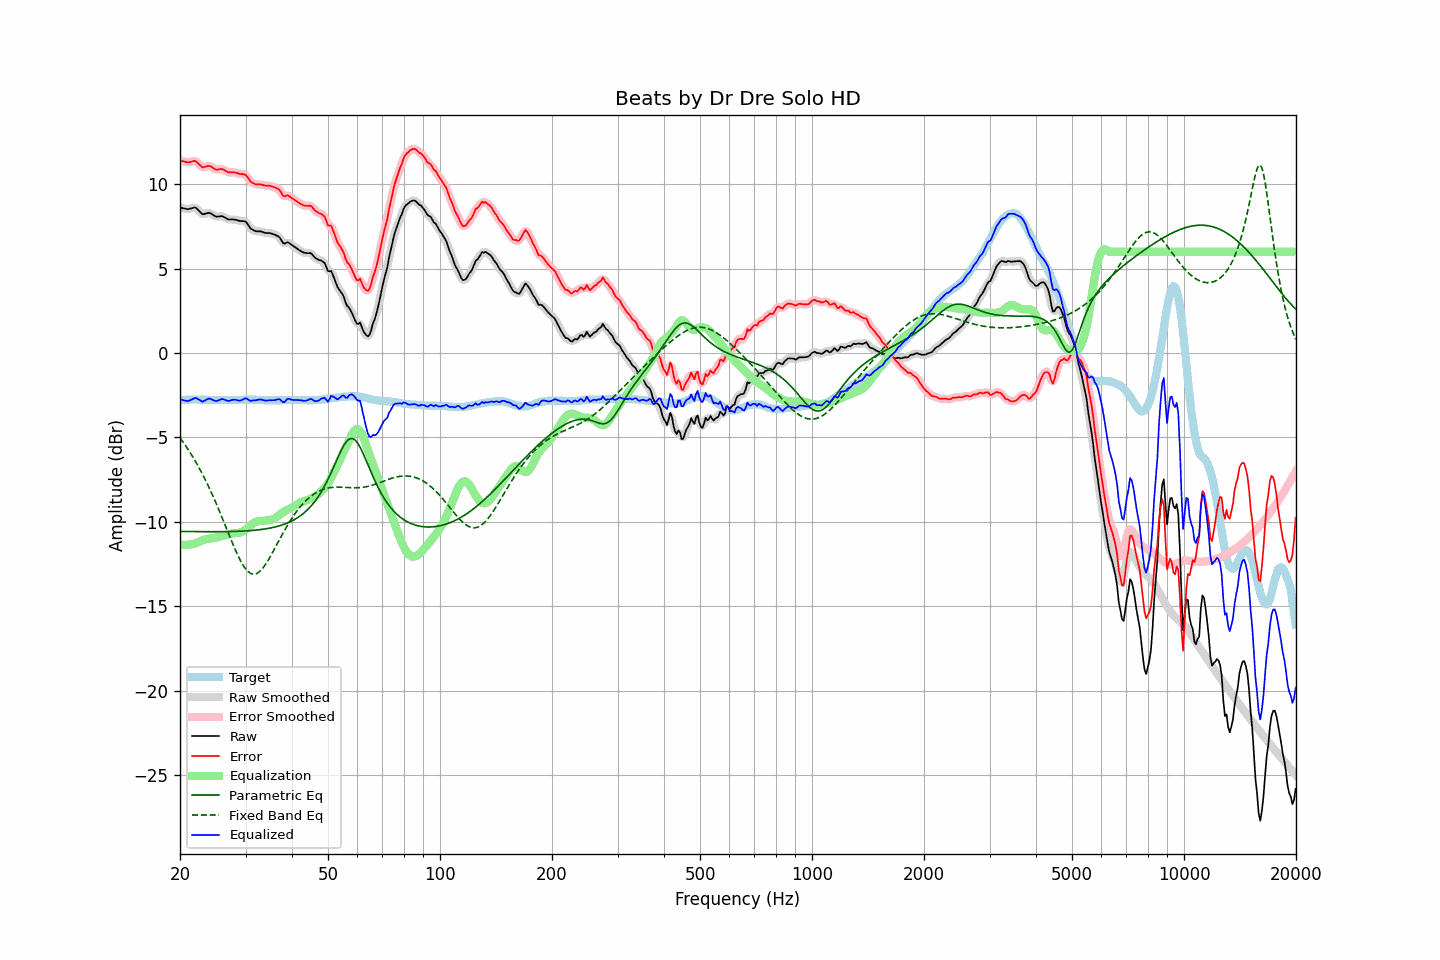 Beats by Dr Dre Solo HD
Amplitude (dBr)
10
5
0
−5
−10
−15
−20
−25
Target
Raw Smoothed
Error Smoothed
Raw
Error
Equalization
Parametric Eq
Fixed Band Eq
Equalized
20 50 100 200 500 1000 2000 5000 10000 20000
Frequency (Hz)